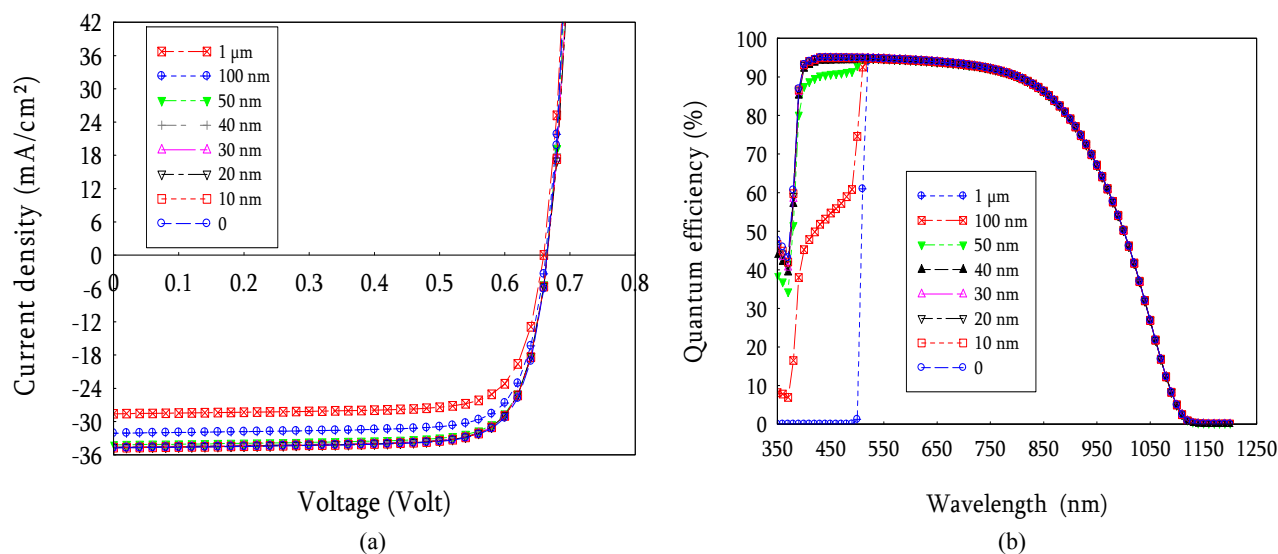 42
36
30
24
18
12
6
0
-6
-12
-18
-24
-30
-36
0
0.1
0.2
0.3
0.4
0.5
0.6
0.7
0.8
Current density (mA/cm²)
Voltage (Volt)
1 µm
100 nm
50 nm
40 nm
30 nm
20 nm
10 nm
0
(a)
100
90
80
70
60
50
40
30
20
10
0
350
450
550
650
750
850
950
1050
1150
1250
Quantum efficiency (%)
Wavelength (nm)
1 µm
100 nm
50 nm
40 nm
30 nm
20 nm
10 nm
0
(b)